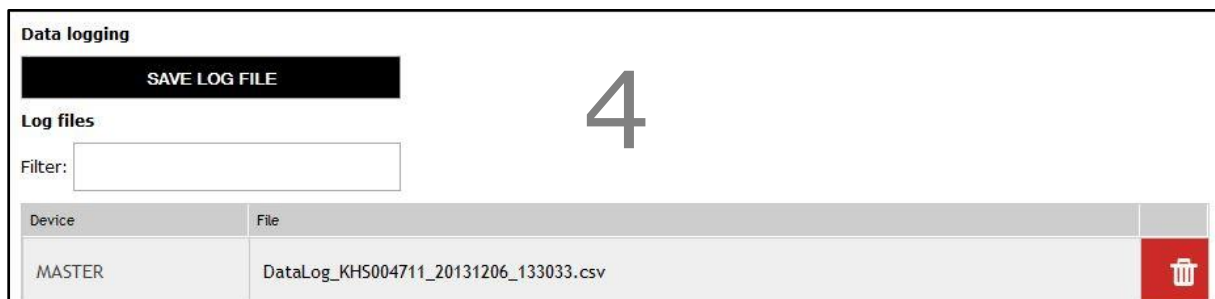 Data logging
SAVE LOG FILE
4
Log files
Filter:
Device File
MASTER DataLog_KHS004711_20131206_133033.csv